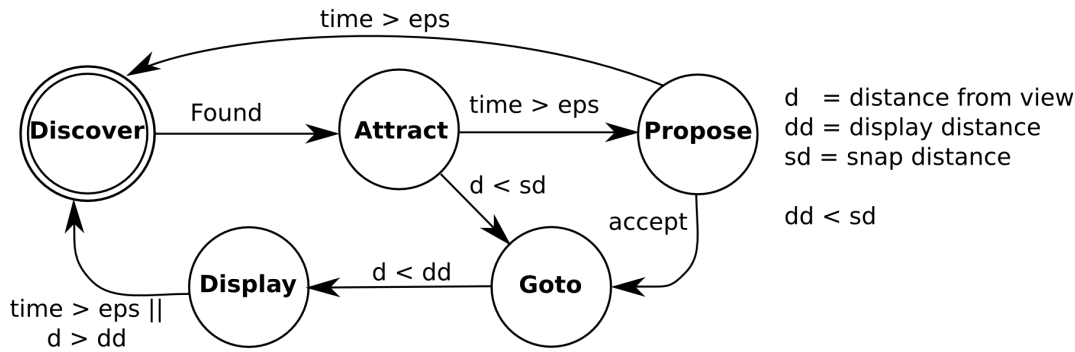 time > eps
Found
time > eps
Discover
Attract
Propose
d = distance from view
dd = display distance
sd = snap distance
d < sd
accept
dd < sd
d < dd
Display
Goto
time > eps ||
d > dd